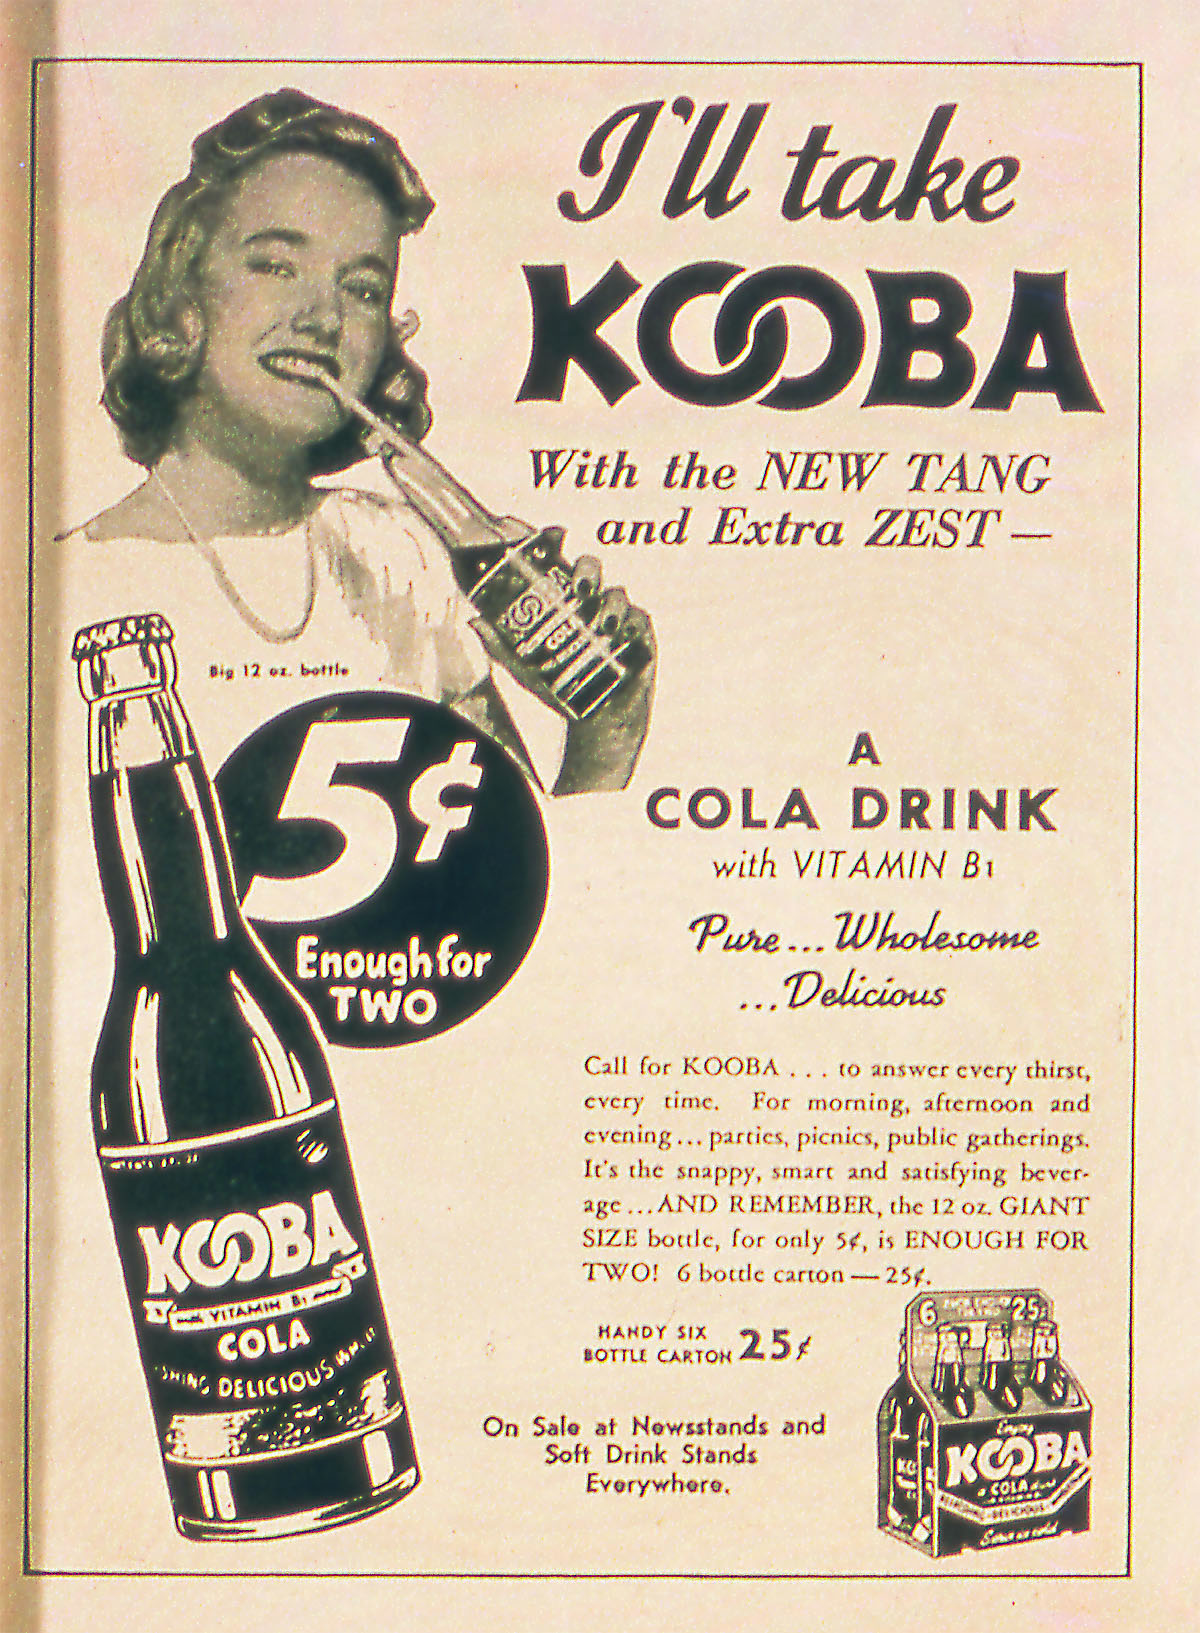 I'll take
KOOBA
With the NEW TANG
and Extra ZEST —
Big 12 oz. bottle
5¢
Enough for
TWO
A
COLA DRINK
with VITAMIN B1
Pure... Wholesome
...Delicious
Call for KOOBA . . . to answer every thirst,
every time. For morning, afternoon and
evening... parties, picnics, public gatherings.
It's the snappy, smart and satisfying bever-
age...AND REMEMBER, the 12 oz. GIANT
SIZE bottle, for only 5¢, is ENOUGH FOR
TWO! 6 bottle carton — 25¢.
HANDY SIX
BOTTLE CARTON 25¢
On Sale at Newsstands and
Soft Drink Stands
Everywhere.
KOOBA
with VITAMIN B1
COLA
DELICIOUS
6 25¢
Enjoy
KOOBA
COLA
DELICIOUS